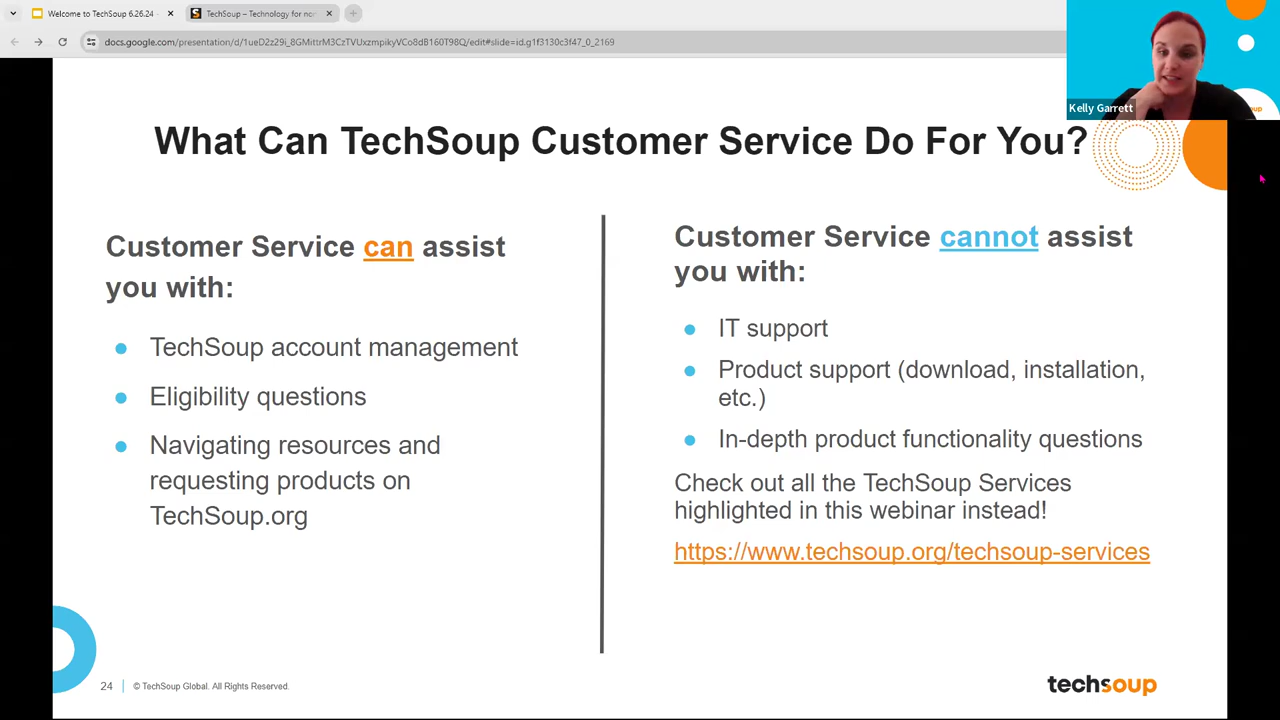 Welcome to TechSoup 6.26.24 -
TechSoup – Technology for non
docs.google.com/presentation/d/1ueD2z29i_8GMittrM3CzTVUxzmpikyVCo8dB160T98Q/edit#slide=id.g1f3130c3f47_0_2169
Kelly Garrett
What Can TechSoup Customer Service Do For You?
Customer Service can assist
you with:
TechSoup account management
Eligibility questions
Navigating resources and
requesting products on
TechSoup.org
Customer Service cannot assist
you with:
IT support
Product support (download, installation,
etc.)
In-depth product functionality questions
Check out all the TechSoup Services
highlighted in this webinar instead!
https://www.techsoup.org/techsoup-services
24
© TechSoup Global. All Rights Reserved.
techsoup